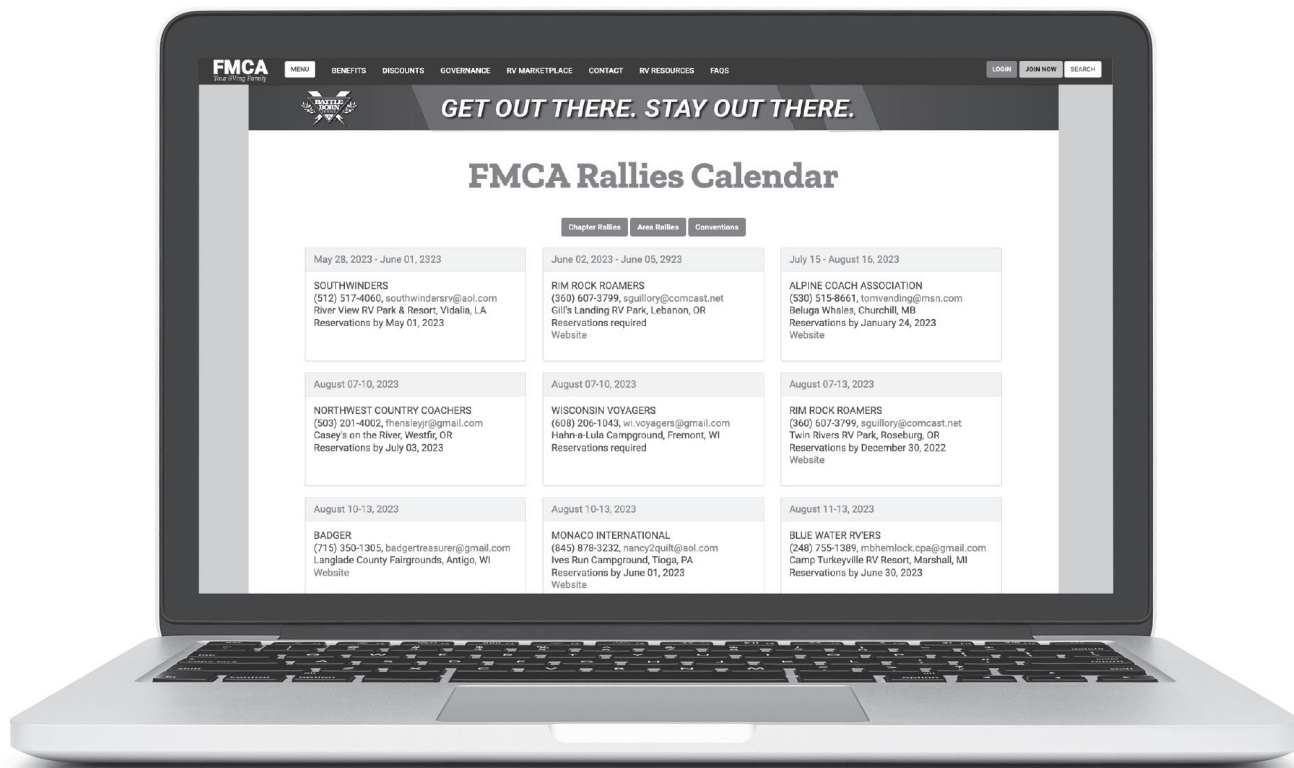 FMCA
Your RVing Family
MENU BENEFITS DISCOUNTS GOVERNANCE RV MARKETPLACE CONTACT RV RESOURCES FAQS
LOGIN JOIN NOW SEARCH
BATTLE BORN
GET OUT THERE. STAY OUT THERE.
FMCA Rallies Calendar
Chapter Rallies Area Rallies Conventions
May 28, 2023 - June 01, 2323
SOUTHWINDERS
(512) 517-4060, southwindersrv@aol.com
River View RV Park & Resort, Vidalia, LA
Reservations by May 01, 2023
June 02, 2023 - June 05, 2923
RIM ROCK ROAMERS
(360) 607-3799, sguillory@comcast.net
Gill's Landing RV Park, Lebanon, OR
Reservations required
Website
July 15 - August 16, 2023
ALPINE COACH ASSOCIATION
(530) 515-8661, tomvending@msn.com
Beluga Whales, Churchill, MB
Reservations by January 24, 2023
Website
August 07-10, 2023
NORTHWEST COUNTRY COACHERS
(503) 201-4002, fhensleyjr@gmail.com
Casey's on the River, Westfir, OR
Reservations by July 03, 2023
August 07-10, 2023
WISCONSIN VOYAGERS
(608) 206-1043, wi.voyagers@gmail.com
Hahn-a-Lula Campground, Fremont, WI
Reservations required
August 07-13, 2023
RIM ROCK ROAMERS
(360) 607-3799, sguillory@comcast.net
Twin Rivers RV Park, Roseburg, OR
Reservations by December 30, 2022
Website
August 10-13, 2023
BADGER
(715) 350-1305, badgertreasurer@gmail.com
Langlade County Fairgrounds, Antigo, WI
Website
August 10-13, 2023
MONACO INTERNATIONAL
(845) 878-3232, nancy2quilt@aol.com
Ives Run Campground, Tioga, PA
Reservations by June 01, 2023
Website
August 11-13, 2023
BLUE WATER RV'ERS
(248) 755-1389, mbhemlock.cpa@gmail.com
Camp Turkeyville RV Resort, Marshall, MI
Reservations by June 30, 2023